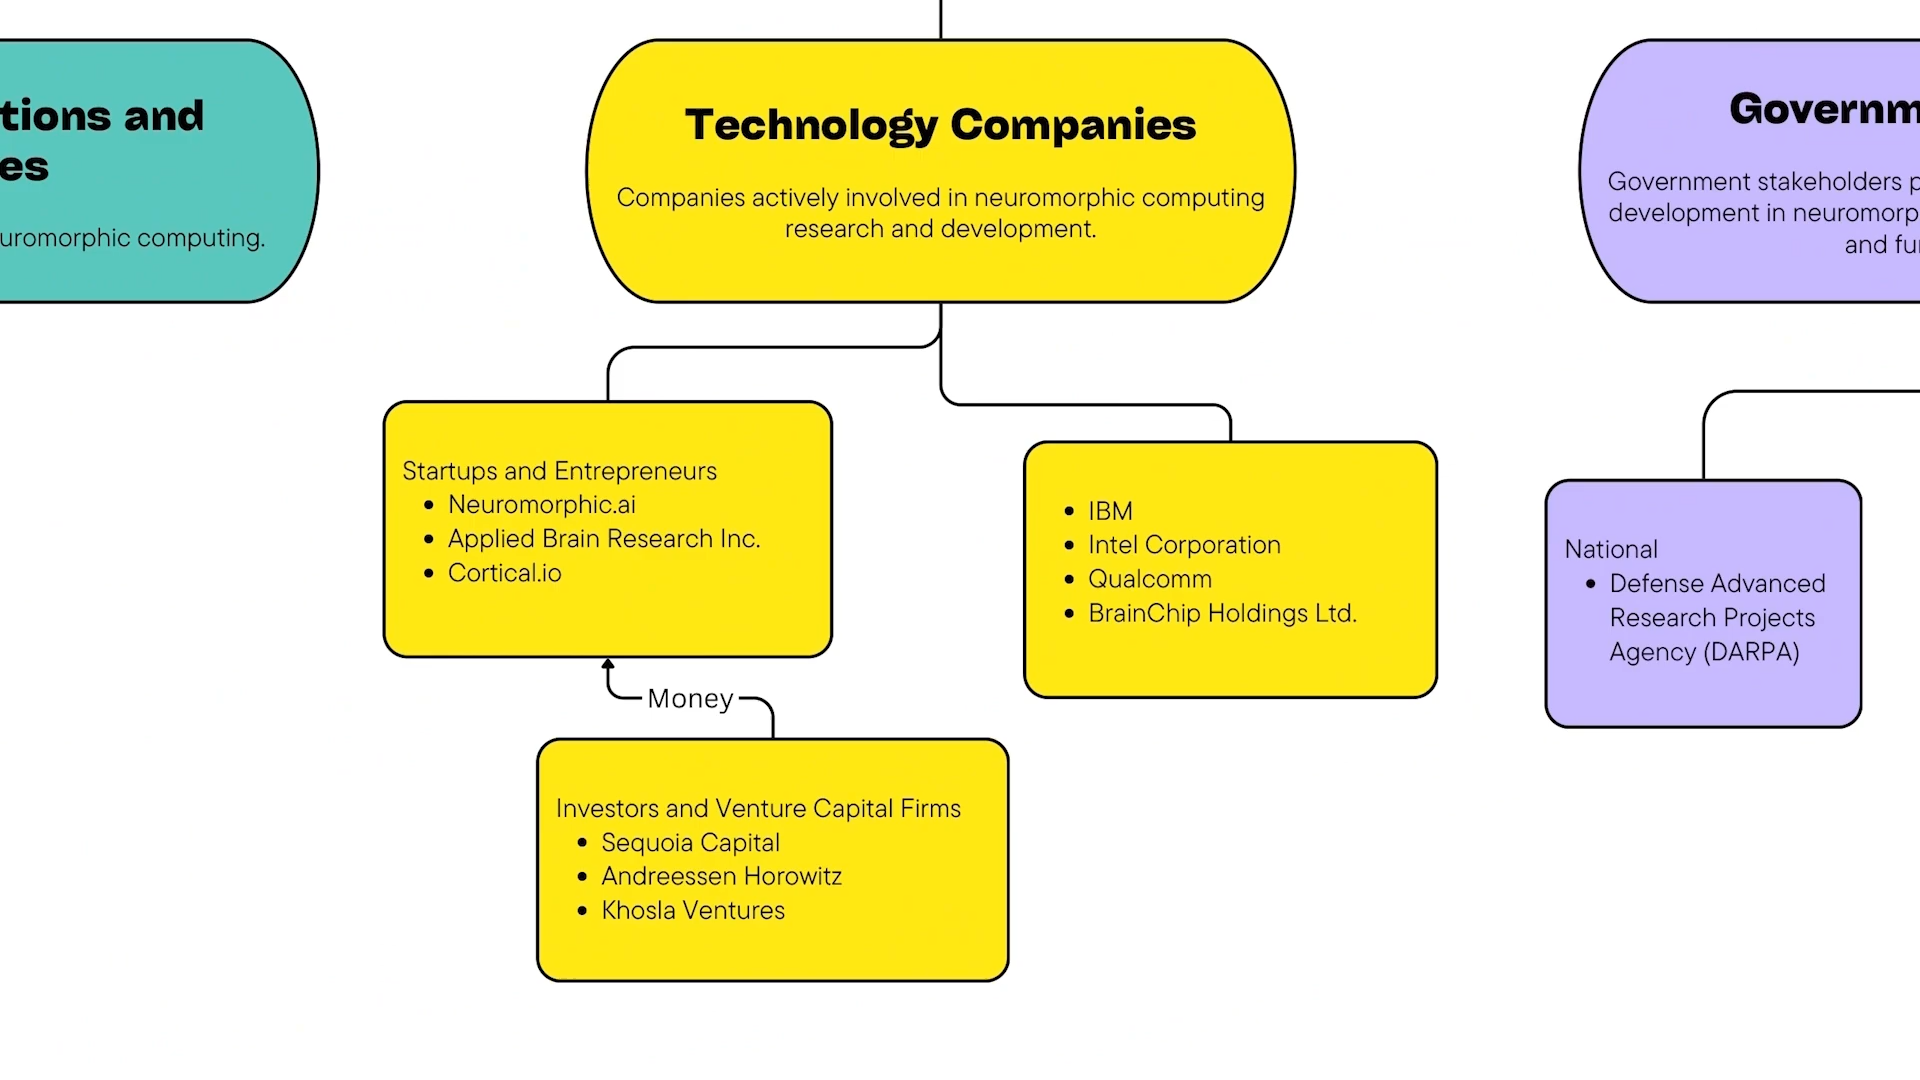 tions and
es
uromorphic computing.
Technology Companies
Companies actively involved in neuromorphic computing
research and development.
Governm
Government stakeholders p
development in neuromorp
and fu
Startups and Entrepreneurs
• Neuromorphic.ai
• Applied Brain Research Inc.
• Cortical.io
• IBM
• Intel Corporation
• Qualcomm
• BrainChip Holdings Ltd.
National
• Defense Advanced
Research Projects
Agency (DARPA)
Money
Investors and Venture Capital Firms
• Sequoia Capital
• Andreessen Horowitz
• Khosla Ventures